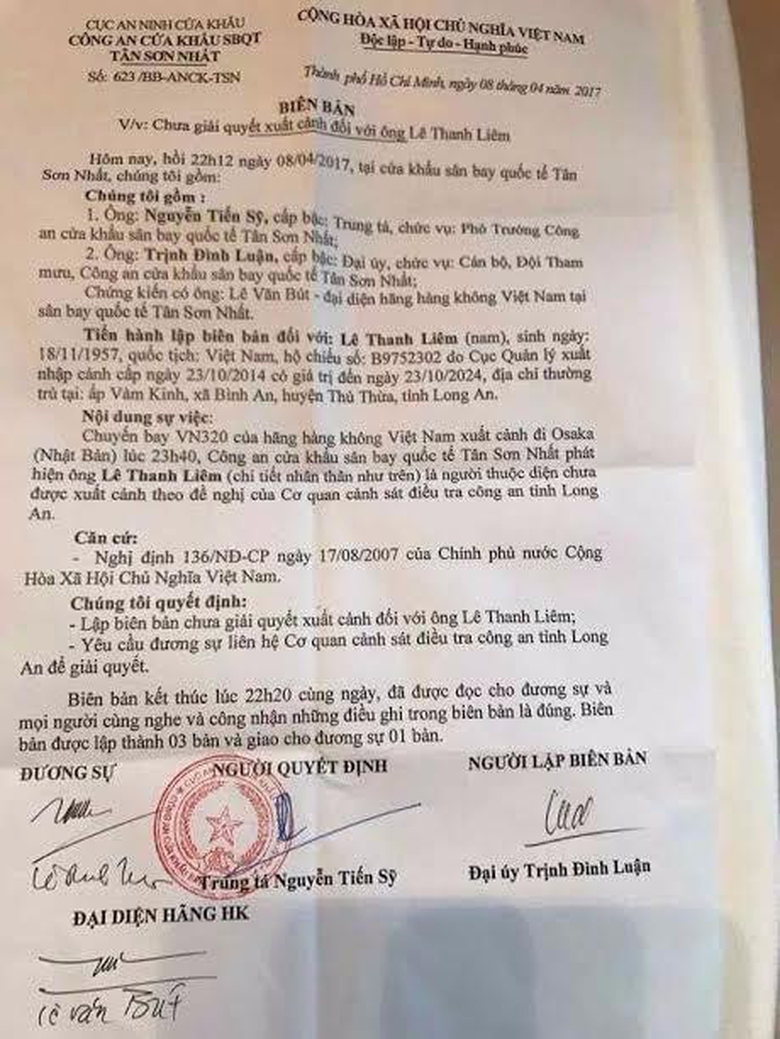 CỤC AN NINH CỬA KHẨU
CÔNG AN CỬA KHẨU SBQT
TÂN SƠN NHẤT
Số: 623 /BB-ANCK-TSN
CỘNG HÒA XÃ HỘI CHỦ NGHĨA VIỆT NAM
Độc lập - Tự do - Hạnh phúc
Thành phố Hồ Chí Minh, ngày 08 tháng 04 năm 2017
BIÊN BẢN
V/v: Chưa giải quyết xuất cảnh đối với ông Lê Thanh Liêm
Hôm nay, hồi 22h12 ngày 08/04/2017, tại cửa khẩu sân bay quốc tế Tân
Sơn Nhất, chúng tôi gồm:
Chúng tôi gồm :
1. Ông: Nguyễn Tiến Sỹ, cấp bậc: Trung tá, chức vụ: Phó Trưởng Công
an cửa khẩu sân bay quốc tế Tân Sơn Nhất;
2. Ông: Trịnh Đình Luận, cấp bậc: Đại úy, chức vụ: Cán bộ, Đội Tham
mưu, Công an cửa khẩu sân bay quốc tế Tân Sơn Nhất;
Chứng kiến có ông: Lê Văn Bút - đại diện hãng hàng không Việt Nam tại
sân bay quốc tế Tân Sơn Nhất.
Tiến hành lập biên bản đối với: Lê Thanh Liêm (nam), sinh ngày:
18/11/1957, quốc tịch: Việt Nam, hộ chiếu số: B9752302 do Cục Quản lý xuất
nhập cảnh cấp ngày 23/10/2014 có giá trị đến ngày 23/10/2024, địa chỉ thường
trú tại: ấp Vàm Kinh, xã Bình An, huyện Thủ Thừa, tỉnh Long An.
Nội dung sự việc:
Chuyến bay VN320 của hãng hàng không Việt Nam xuất cảnh đi Osaka
(Nhật Bản) lúc 23h40, Công an cửa khẩu sân bay quốc tế Tân Sơn Nhất phát
hiện ông Lê Thanh Liêm (chi tiết nhân thân như trên) là người thuộc diện chưa
được xuất cảnh theo đề nghị của Cơ quan cảnh sát điều tra công an tỉnh Long
An.
Căn cứ:
- Nghị định 136/NĐ-CP ngày 17/08/2007 của Chính phủ nước Cộng
Hòa Xã Hội Chủ Nghĩa Việt Nam.
Chúng tôi quyết định:
- Lập biên bản chưa giải quyết xuất cảnh đối với ông Lê Thanh Liêm;
- Yêu cầu đương sự liên hệ Cơ quan cảnh sát điều tra công an tỉnh Long
An để giải quyết.
Biên bản kết thúc lúc 22h20 cùng ngày, đã được đọc cho đương sự và
mọi người cùng nghe và công nhận những điều ghi trong biên bản là đúng. Biên
bản được lập thành 03 bản và giao cho đương sự 01 bản.
ĐƯƠNG SỰ
NGƯỜI QUYẾT ĐỊNH
NGƯỜI LẬP BIÊN BẢN
Trung tá Nguyễn Tiến Sỹ
Đại úy Trịnh Đình Luận
ĐẠI DIỆN HÃNG HK
Lê Văn Bút